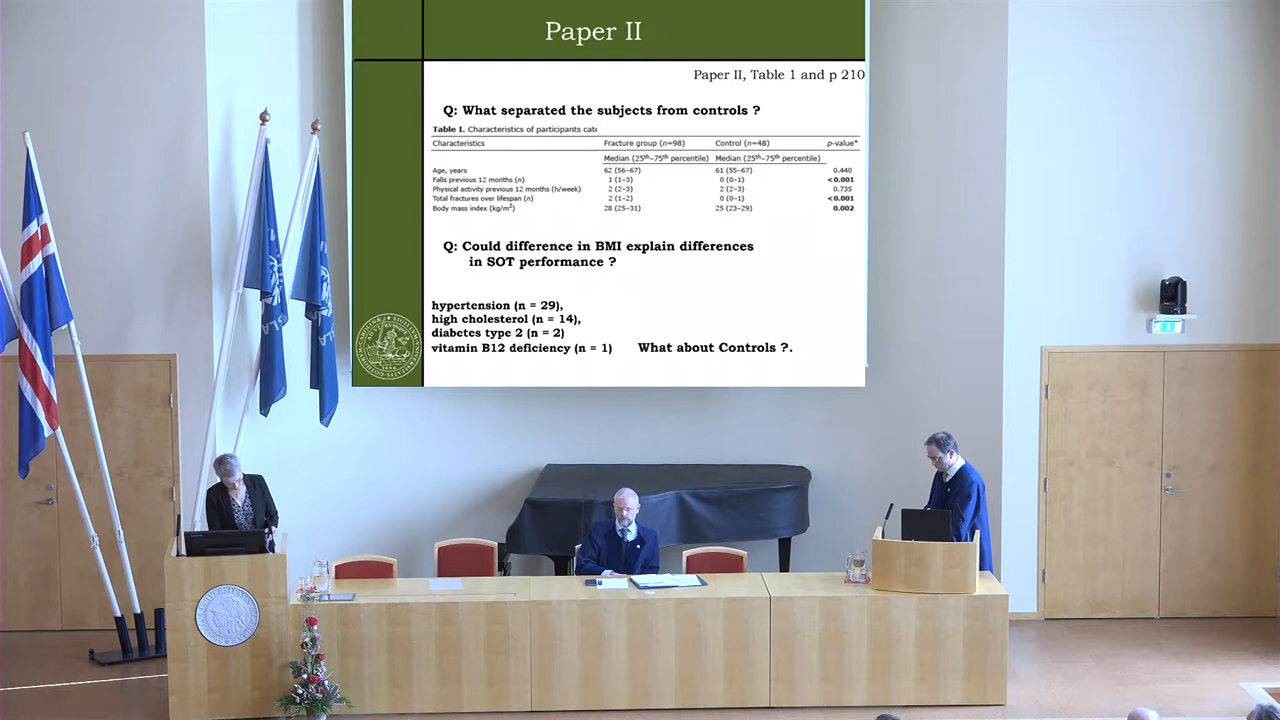 Paper II
Paper II, Table 1 and p 210
Q: What separated the subjects from controls ?
Table I. Characteristics of participants cate
Characteristics Fracture group (n=98) Control (n=48) p-value*
Median (25th–75th percentile) Median (25th–75th percentile)
Age, years 62 (56–67) 61 (55–67) 0.440
Falls previous 12 months (n) 1 (1–3) 0 (0–1) <0.001
Physical activity previous 12 months (h/week) 2 (2–3) 2 (2–3) 0.735
Total fractures over lifespan (n) 2 (1–2) 0 (0–1) <0.001
Body mass index (kg/m2) 28 (25–31) 25 (23–29) 0.002
Q: Could difference in BMI explain differences
in SOT performance ?
hypertension (n = 29),
high cholesterol (n = 14),
diabetes type 2 (n = 2)
vitamin B12 deficiency (n = 1) What about Controls ?.